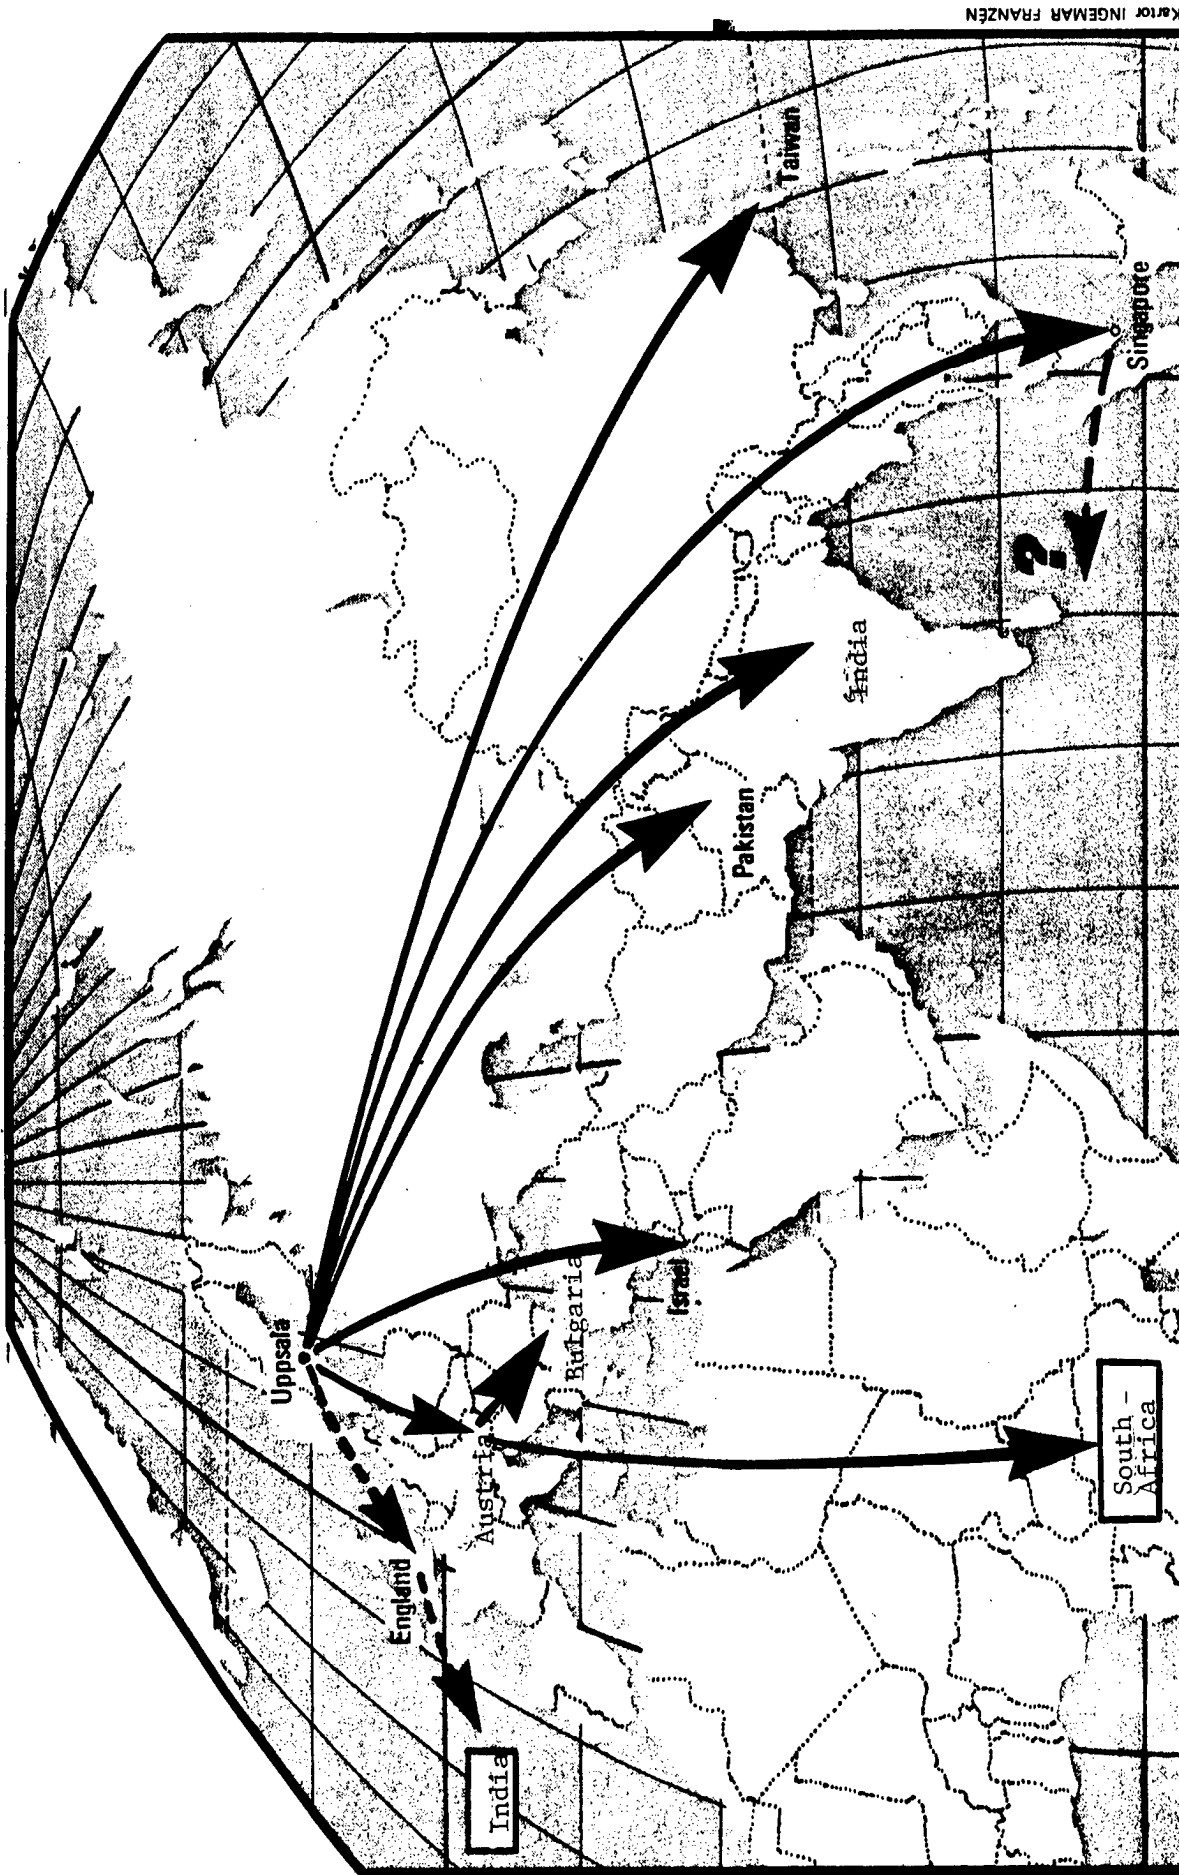 Kartor INGEMAR FRANZÉN
Uppsala
England
India
Austria
Bulgaria
Israel
Pakistan
India
Taiwan
Singapore
?
South -
Africa